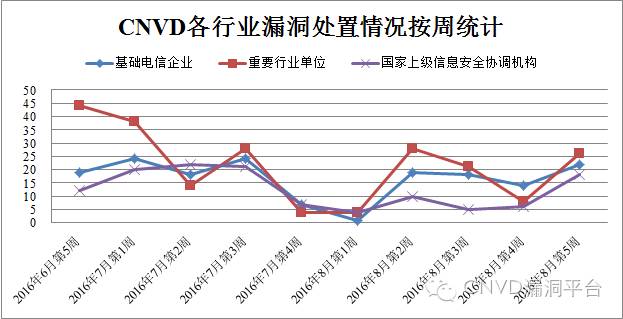 CNVD各行业漏洞处置情况按周统计
基础电信企业 重要行业单位 国家上级信息安全协调机构
50
45
40
35
30
25
20
15
10
5
0
2016年6月第5周
2016年7月第1周
2016年7月第2周
2016年7月第3周
2016年7月第4周
2016年8月第1周
2016年8月第2周
2016年8月第3周
2016年8月第4周
2016年8月第5周
CNVD漏洞平台